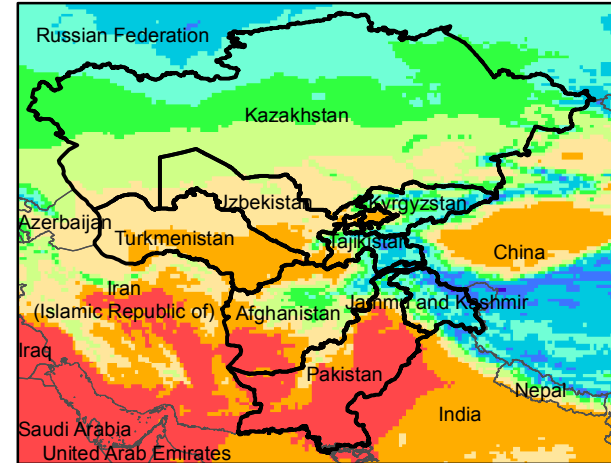 Russian Federation
Kazakhstan
Uzbekistan
Kyrgyzstan
Azerbaijan
Turkmenistan
Tajikistan
China
Iran
(Islamic Republic of)
Afghanistan
Jammu and Kashmir
Iraq
Pakistan
Nepal
India
Saudi Arabia
United Arab Emirates